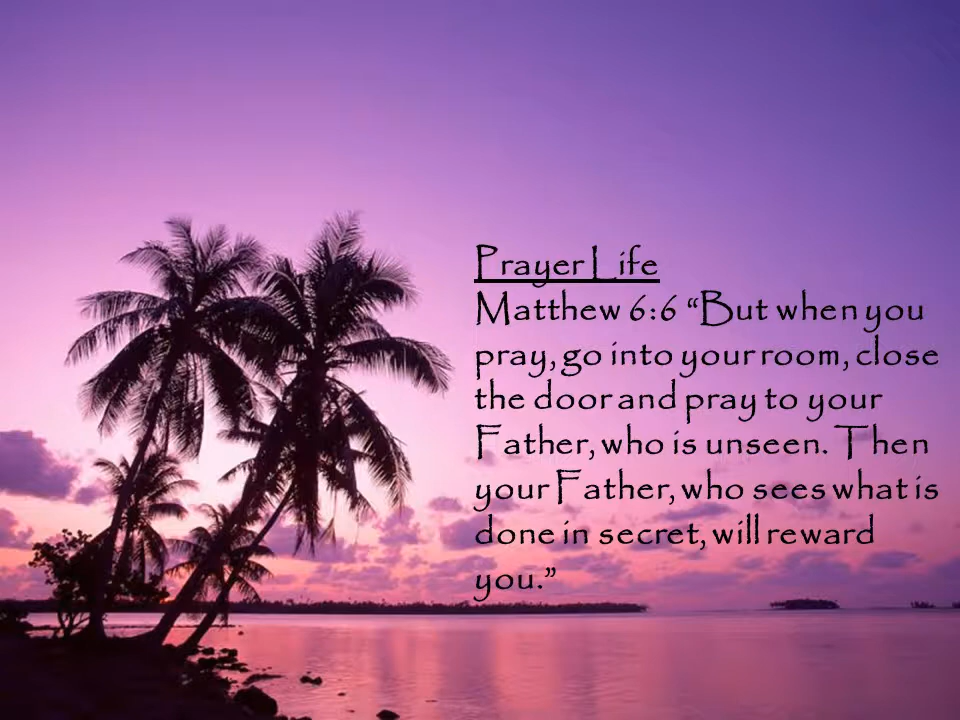 Prayer Life
Matthew 6:6 “But when you
pray, go into your room, close
the door and pray to your
Father, who is unseen. Then
your Father, who sees what is
done in secret, will reward
you.”